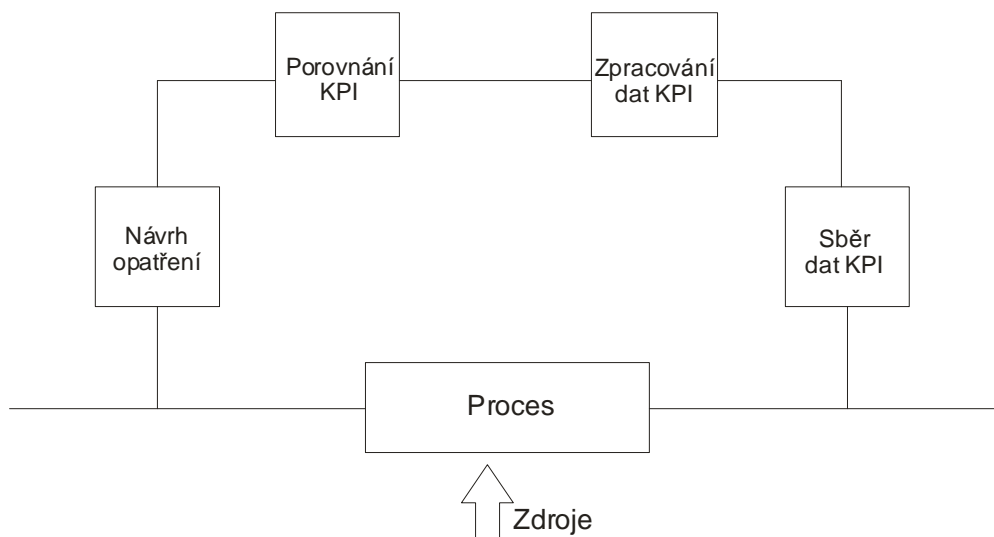 Porovnání
KPI
Zpracování
dat KPI
Návrh
opatření
Sběr
dat KPI
Proces
Zdroje